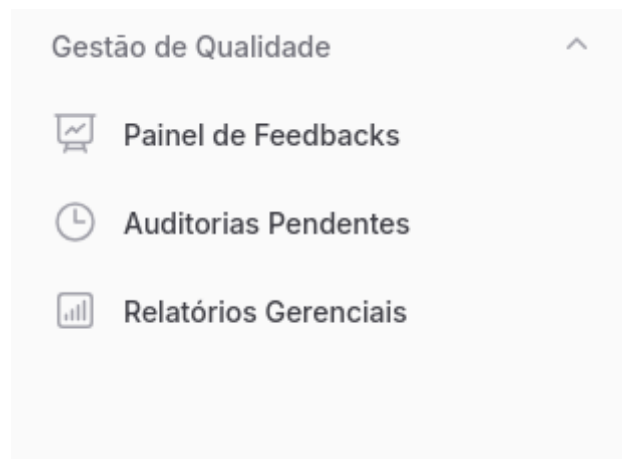 Gestão de Qualidade
Painel de Feedbacks
Auditorias Pendentes
Relatórios Gerenciais